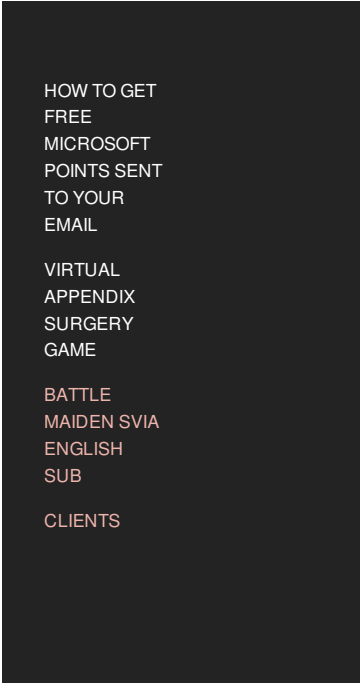 HOW TO GET
FREE
MICROSOFT
POINTS SENT
TO YOUR
EMAIL
VIRTUAL
APPENDIX
SURGERY
GAME
BATTLE
MAIDEN SVIA
ENGLISH
SUB
CLIENTS